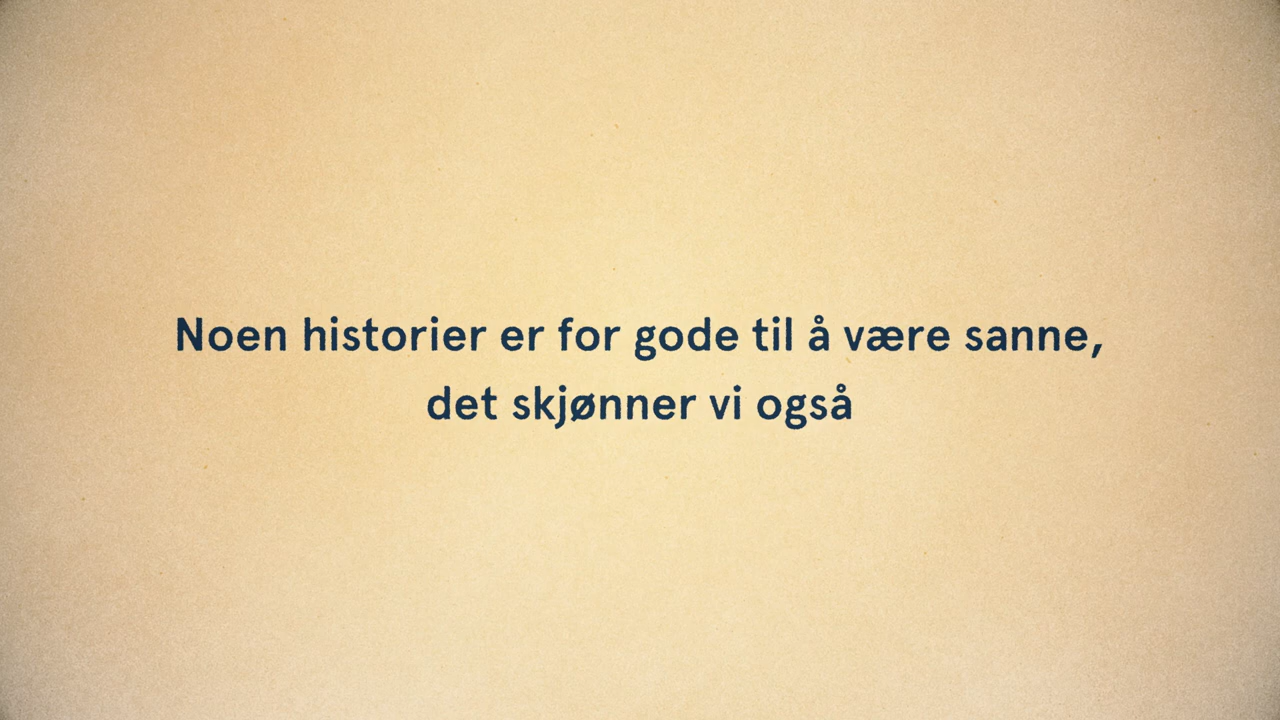 Noen historier er for gode til å være sanne,
det skjønner vi også